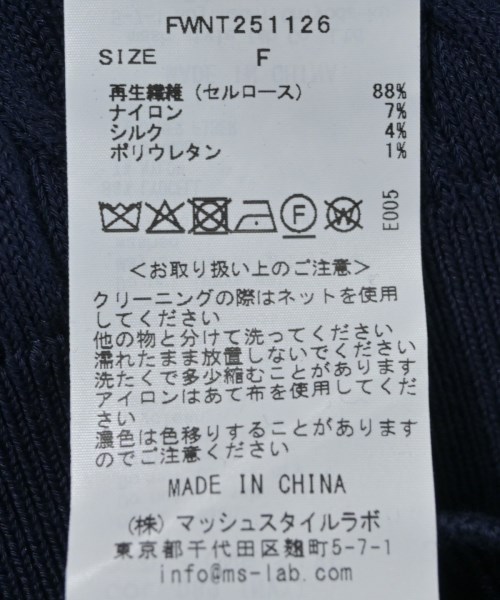 FWNT251126
SIZE F
再生繊維（セルロース） 88%
ナイロン 7%
シルク 4%
ポリウレタン 1%
F W E005
＜お取り扱い上のご注意＞
クリーニングの際はネットを使用
してください
他の物と分けて洗ってください
濡れたまま放置しないでください
洗たくで多少縮むことがあります
アイロンはあて布を使用してくだ
さい
濃色は色移りすることがあります
のでご注意ください
MADE IN CHINA
（株）マッシュスタイルラボ
東京都千代田区麹町5-7-1
info@ms-lab.com